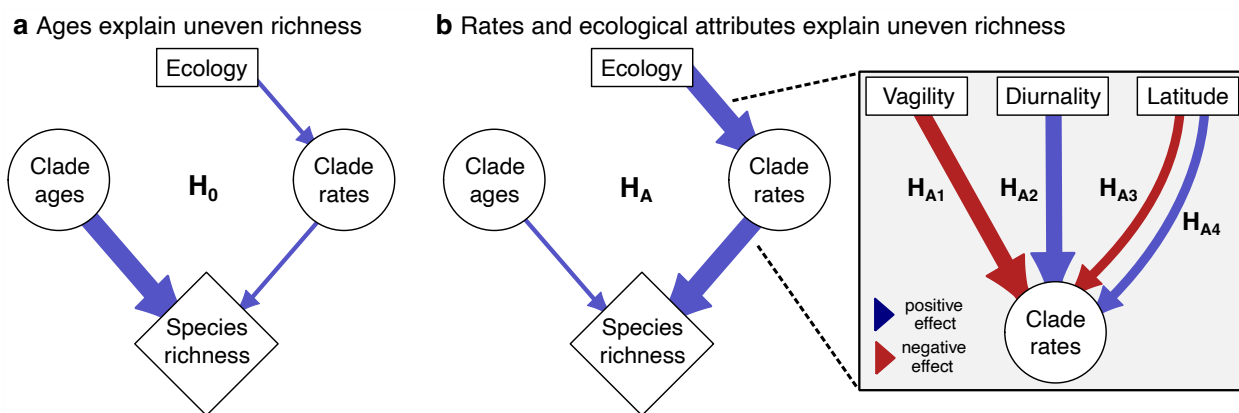 a Ages explain uneven richness
Ecology
Clade
ages
H0
Clade
rates
Species
richness
b Rates and ecological attributes explain uneven richness
Ecology
Clade
ages
HA
Clade
rates
Species
richness
Vagility
Diurnality
Latitude
HA1
HA2
HA3
HA4
positive
effect
negative
effect
Clade
rates